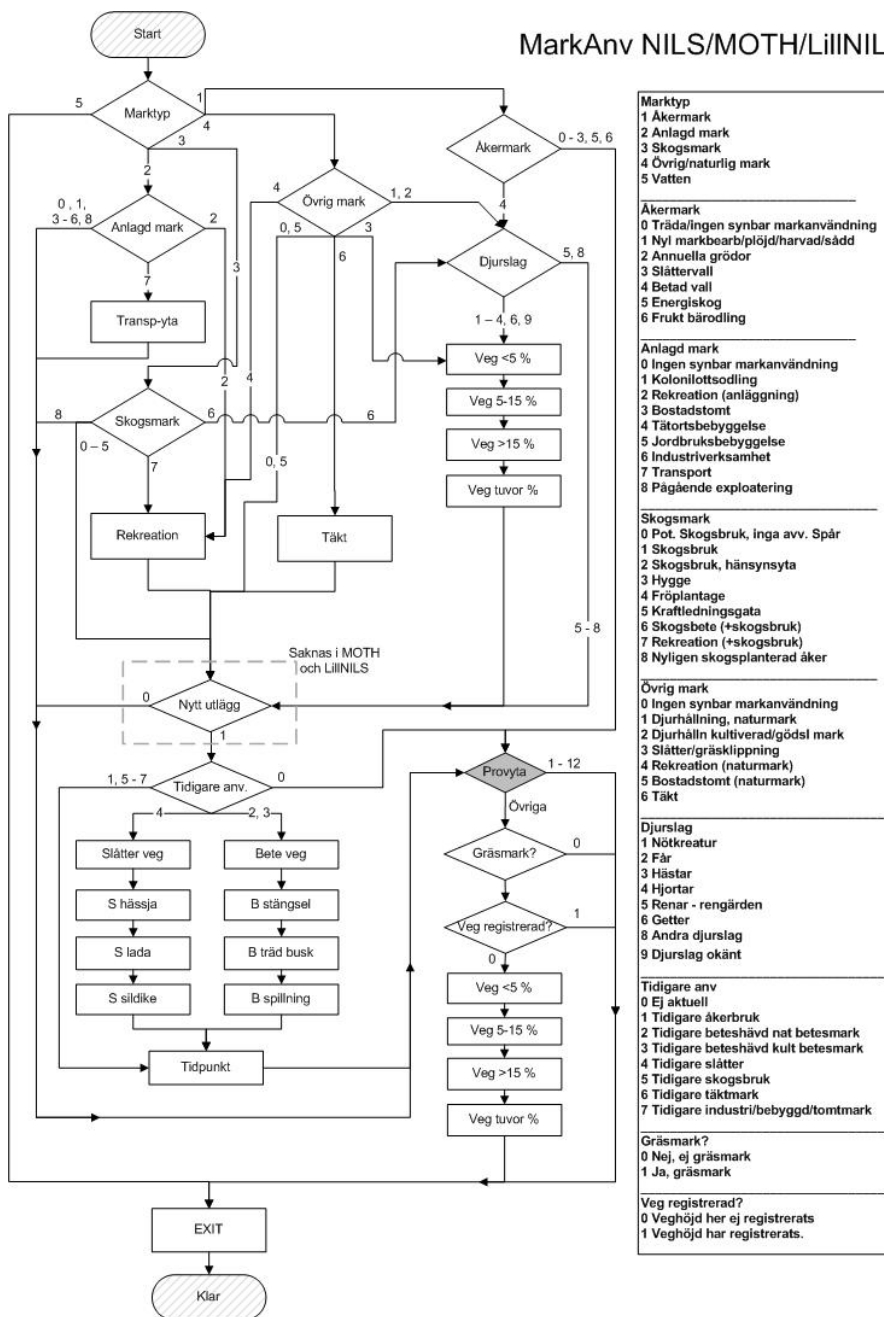 Start
MarkAnv NILS/MOTH/LillNIL
5
Marktyp
1
4
3
2
Åkermark
0 - 3, 5, 6
4
0, 1,
3 - 6, 8
Anlagd mark
2
7
Transp-yta
3
4
Övrig mark
1, 2
0, 5
3
6
Djurslag
5, 8
1 – 4, 6, 9
Veg <5 %
Veg 5-15 %
Veg >15 %
Veg tuvor %
8
Skogsmark
6
6
0 – 5
7
2
4
0, 5
Rekreation
Täkt
5 - 8
Saknas i MOTH
och LillNILS
0
Nytt utlägg
1
1, 5 - 7
Tidigare anv.
0
4
2, 3
Slåtter veg
S hässja
S lada
S sildike
Bete veg
B stängsel
B träd busk
B spillning
Tidpunkt
Provyta
1 - 12
Övriga
Gräsmark?
0
Veg registrerad?
1
0
Veg <5 %
Veg 5-15 %
Veg >15 %
Veg tuvor %
EXIT
Klar
Marktyp
1 Åkermark
2 Anlagd mark
3 Skogsmark
4 Övrig/naturlig mark
5 Vatten
Åkermark
0 Träda/ingen synbar markanvändning
1 Nyl markbearb/plöjd/harvad/sådd
2 Annuella grödor
3 Slåttervall
4 Betad vall
5 Energiskog
6 Frukt bärodling
Anlagd mark
0 Ingen synbar markanvändning
1 Kolonilottsodling
2 Rekreation (anläggning)
3 Bostadstomt
4 Tätortsbebyggelse
5 Jordbruksbebyggelse
6 Industriverksamhet
7 Transport
8 Pågående exploatering
Skogsmark
0 Pot. Skogsbruk, inga avv. Spår
1 Skogsbruk
2 Skogsbruk, hänsynsyta
3 Hygge
4 Fröplantage
5 Kraftledningsgata
6 Skogsbete (+skogsbruk)
7 Rekreation (+skogsbruk)
8 Nyligen skogsplanterad åker
Övrig mark
0 Ingen synbar markanvändning
1 Djurhållning, naturmark
2 Djurhålln kultiverad/gödsl mark
3 Slåtter/gräsklippning
4 Rekreation (naturmark)
5 Bostadstomt (naturmark)
6 Täkt
Djurslag
1 Nötkreatur
2 Får
3 Hästar
4 Hjortar
5 Renar - rengärden
6 Getter
8 Andra djurslag
9 Djurslag okänt
Tidigare anv
0 Ej aktuell
1 Tidigare åkerbruk
2 Tidigare beteshävd nat betesmark
3 Tidigare beteshävd kult betesmark
4 Tidigare slåtter
5 Tidigare skogsbruk
6 Tidigare täktmark
7 Tidigare industri/bebyggd/tomtmark
Gräsmark?
0 Nej, ej gräsmark
1 Ja, gräsmark
Veg registrerad?
0 Veghöjd her ej registrerats
1 Veghöjd har registrerats.